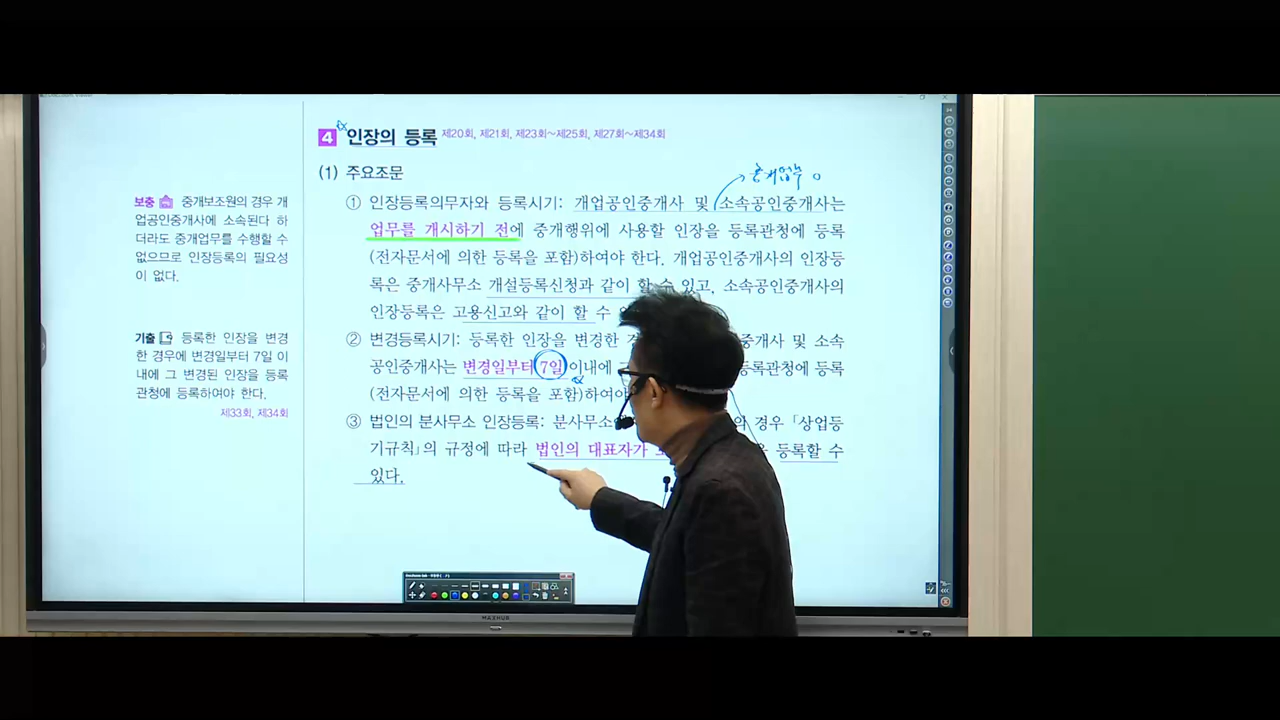 4 인장의 등록 제20회, 제21회, 제23회~제25회, 제27회~제34회
(1) 주요조문
중개업무 O
① 인장등록의무자와 등록시기: 개업공인중개사 및 소속공인중개사는
업무를 개시하기 전에 중개행위에 사용할 인장을 등록관청에 등록
(전자문서에 의한 등록을 포함)하여야 한다. 개업공인중개사의 인장등
록은 중개사무소 개설등록신청과 같이 할 수 있고, 소속공인중개사의
인장등록은 고용신고와 같이 할 수
② 변경등록시기: 등록한 인장을 변경한 중개사 및 소속
공인중개사는 변경일부터 7일 이내에 등록관청에 등록
(전자문서에 의한 등록을 포함)하여야
③ 법인의 분사무소 인장등록: 분사무소 경우 「상업등
기규칙」의 규정에 따라 법인의 대표자가 등록할 수
있다.
보충 중개보조원의 경우 개
업공인중개사에 소속된다 하
더라도 중개업무를 수행할 수
없으므로 인장등록의 필요성
이 없다.
기출 등록한 인장을 변경
한 경우에 변경일부터 7일 이
내에 그 변경된 인장을 등록
관청에 등록하여야 한다.
제33회, 제34회
MAXHUB